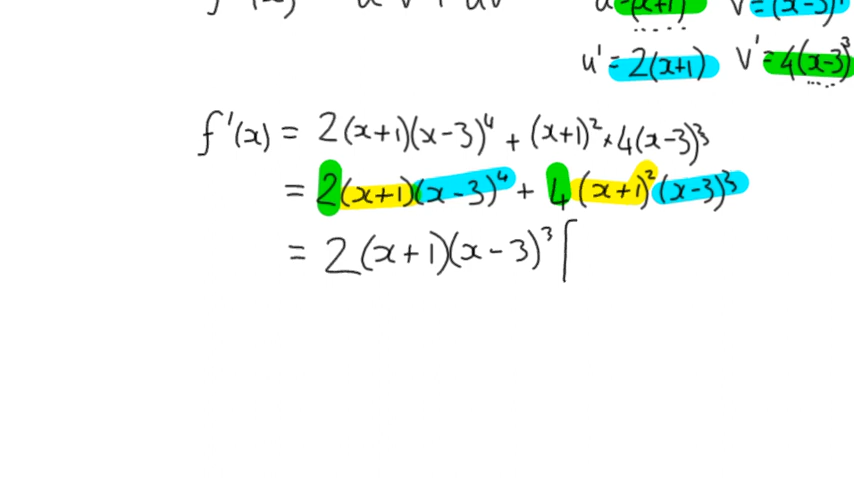 u' = 2(x+1) V' = 4(x-3)³
f'(x) = 2(x+1)(x-3)⁴ + (x+1)² × 4(x-3)³
= 2(x+1)(x-3)⁴ + 4(x+1)²(x-3)³
= 2(x+1)(x-3)³[